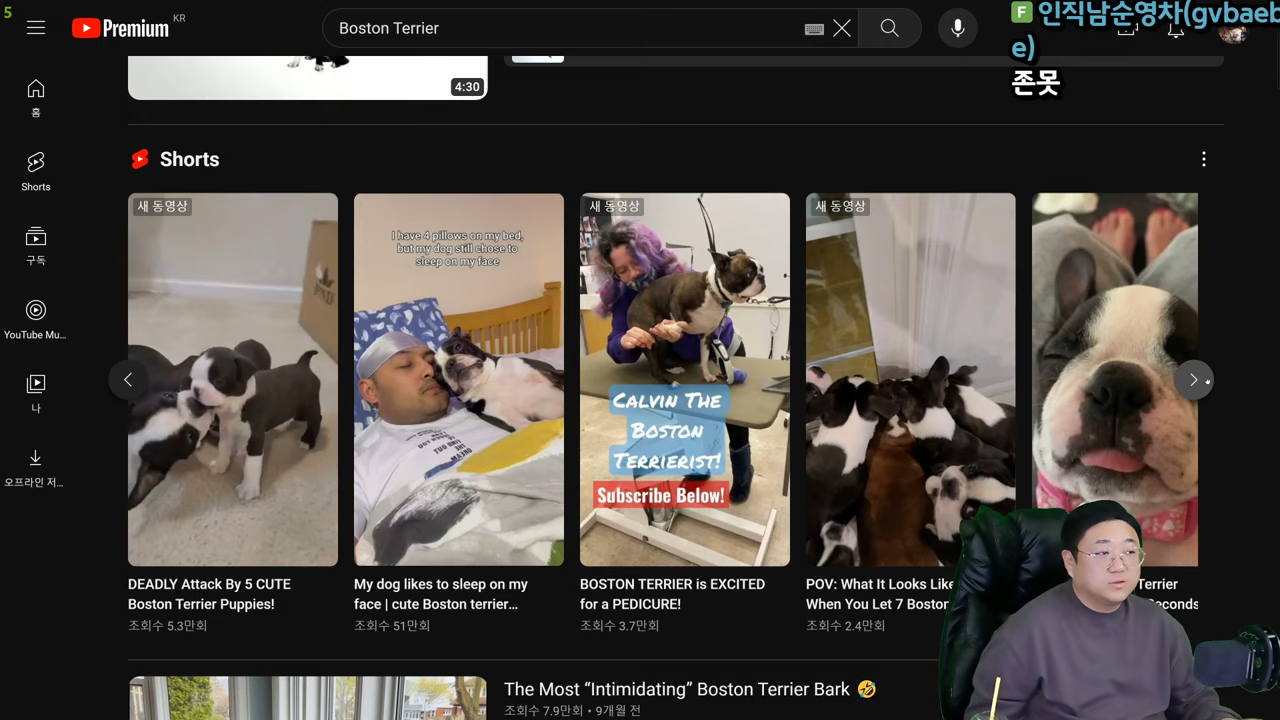 5
Premium KR
Boston Terrier
F 인직남순영차(gvbaeb
e)
존못
홈
Shorts
구독
YouTube Mu...
나
오프라인 저...
4:30
Shorts
새 동영상
I have 4 pillows on my bed,
but my dog still chose to
sleep on my face
새 동영상
CALVIN THE
BOSTON
TERRIERIST!
Subscribe Below!
새 동영상
DEADLY Attack By 5 CUTE
Boston Terrier Puppies!
조회수 5.3만회
My dog likes to sleep on my
face | cute Boston terrier…
조회수 51만회
BOSTON TERRIER is EXCITED
for a PEDICURE!
조회수 3.7만회
POV: What It Looks Like
When You Let 7 Boston
조회수 2.4만회
Terrier
The Most “Intimidating” Boston Terrier Bark 🤣
조회수 7.9만회 • 9개월 전